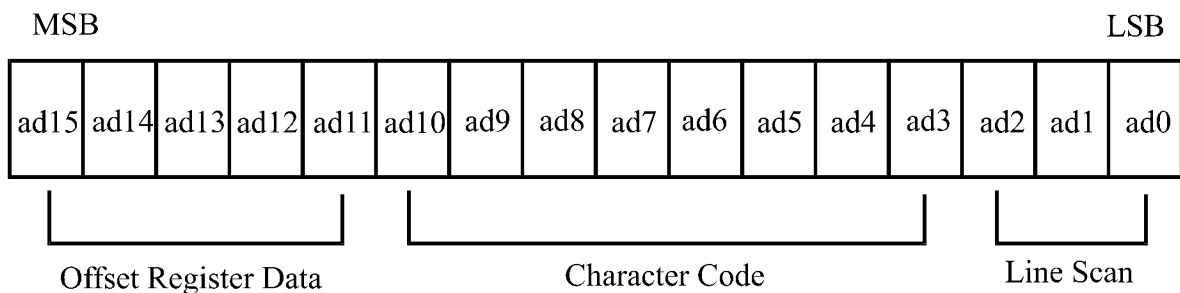 MSB LSB
ad15 ad14 ad13 ad12 ad11 ad10 ad9 ad8 ad7 ad6 ad5 ad4 ad3 ad2 ad1 ad0
Offset Register Data Character Code Line Scan